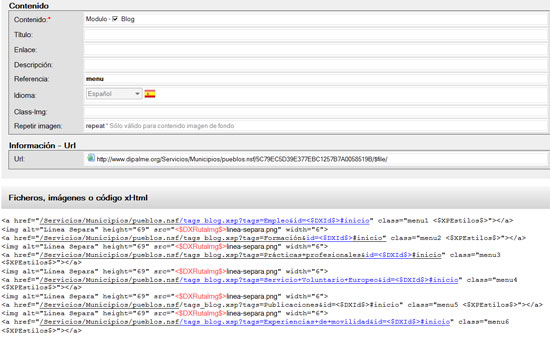 Contenido
Contenido:* Modulo - Blog
Título:
Enlace:
Descripción:
Referencia: menu
Idioma: Español
Class-Img:
Repetir imagen: repeat * Sólo válido para contenido imagen de fondo
Información - Url
Url: http://www.dipalme.org/Servicios/Municipios/pueblos.nsf/5C79EC5D39E377EBC1257B7A0058519B/$file/
Ficheros, imágenes o código xHtml
<a href="/Servicios/Municipios/pueblos.nsf/tags_blog.xsp?tags=Empleo&id=<$DXId$>#inicio" class="menu1 <$XPEstilos$>"></a>
<img alt="Linea Separa" height="69" src="<$DXRutaImg$>linea-separa.png" width="6">
<a href="/Servicios/Municipios/pueblos.nsf/tags_blog.xsp?tags=Formación&id=<$DXId$>#inicio" class="menu2 <$XPEstilos$>"></a>
<img alt="Linea Separa" height="69" src="<$DXRutaImg$>linea-separa.png" width="6">
<a href="/Servicios/Municipios/pueblos.nsf/tags_blog.xsp?tags=Prácticas+profesionales&id=<$DXId$>#inicio" class="menu3
<$XPEstilos$>"></a>
<img alt="Linea Separa" height="69" src="<$DXRutaImg$>linea-separa.png" width="6">
<a href="/Servicios/Municipios/pueblos.nsf/tags_blog.xsp?tags=Servicio+Voluntario+Europeo&id=<$DXId$>#inicio" class="menu4
<$XPEstilos$>"></a>
<img alt="Linea Separa" height="69" src="<$DXRutaImg$>linea-separa.png" width="6">
<a href="/Servicios/Municipios/pueblos.nsf/tags_blog.xsp?tags=Publicaciones&id=<$DXId$>#inicio" class="menu5 <$XPEstilos$>"></a>
<img alt="Linea Separa" height="69" src="<$DXRutaImg$>linea-separa.png" width="6">
<a href="/Servicios/Municipios/pueblos.nsf/tags_blog.xsp?tags=Experiencias+de+movilidad&id=<$DXId$>#inicio" class="menu6
<$XPEstilos$>"></a>